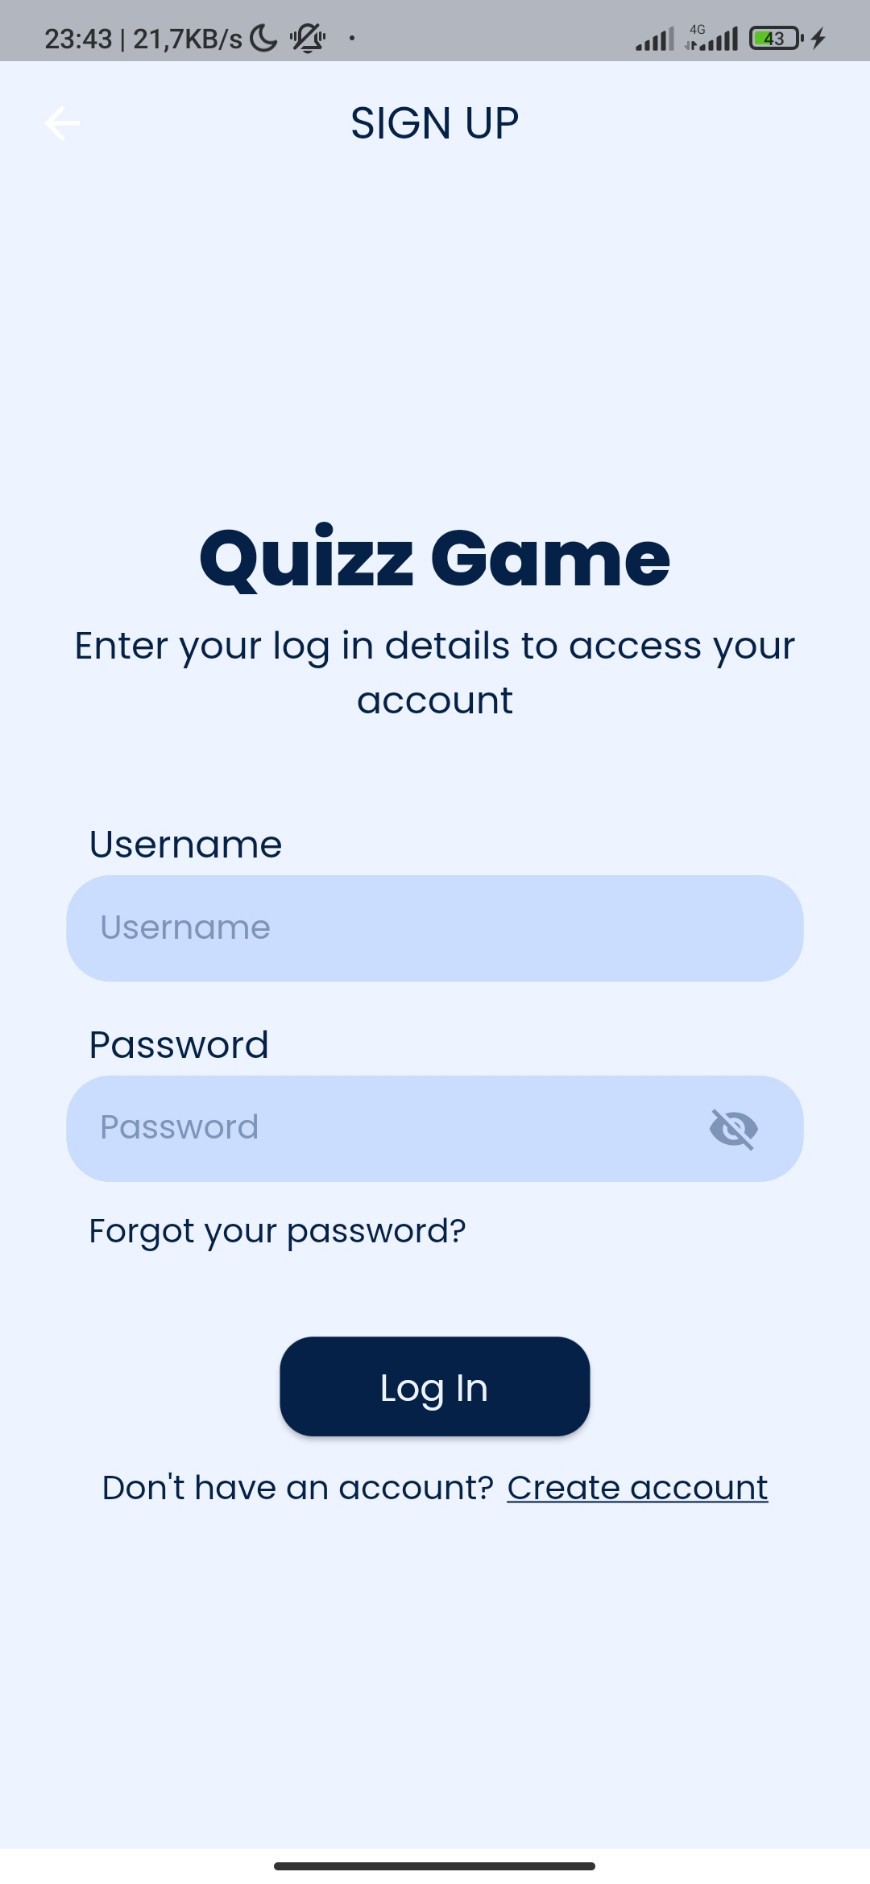 23:43 | 21,7KB/s
4G
43
SIGN UP
Quizz Game
Enter your log in details to access your
account
Username
Username
Password
Password
Forgot your password?
Log In
Don't have an account? Create account